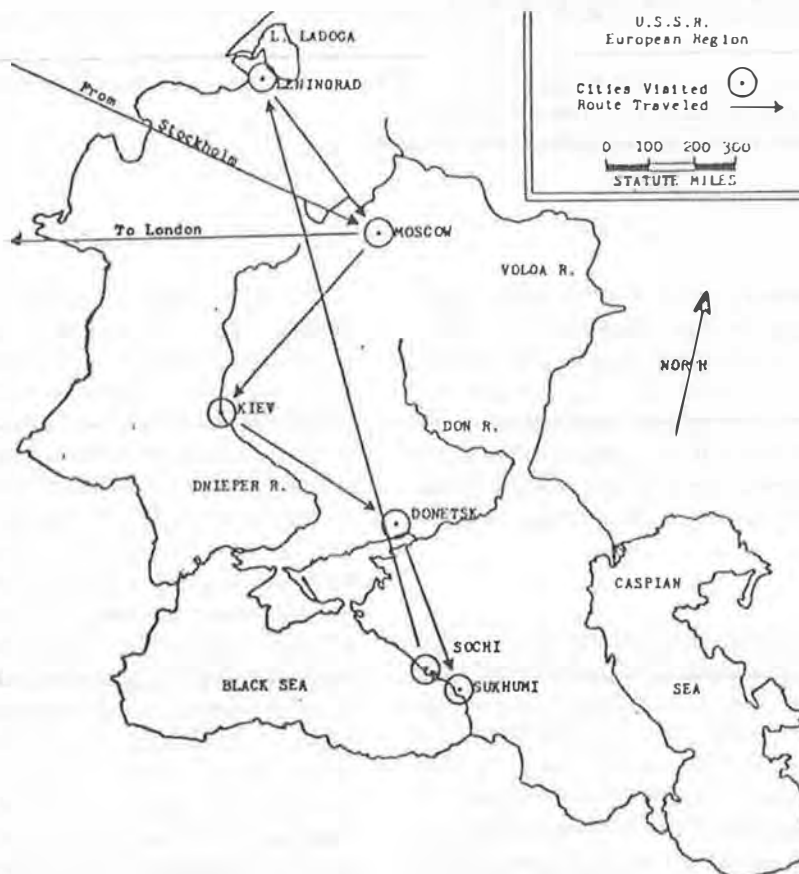 U.S.S.R.
European Region
Cities Visited
Route Traveled
0 100 200 300
STATUTE MILES
L. LADOGA
LENINGRAD
From Stockholm
To London
MOSCOW
VOLGA R.
NORTH
KIEV
DON R.
DNIEPER R.
DONETSK
CASPIAN
SOCHI
BLACK SEA
SUKHUMI
SEA